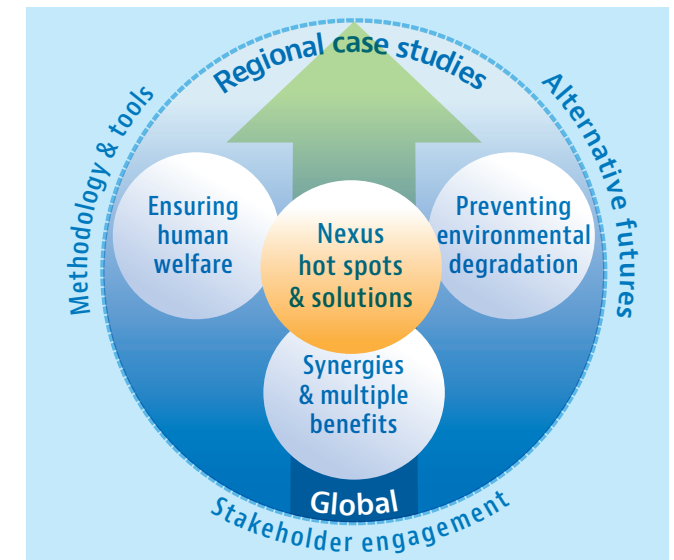 Regional case studies
Methodology & tools
Alternative futures
Ensuring
human
welfare
Nexus
hot spots
& solutions
Preventing
environmental
degradation
Synergies
& multiple
benefits
Global
Stakeholder engagement